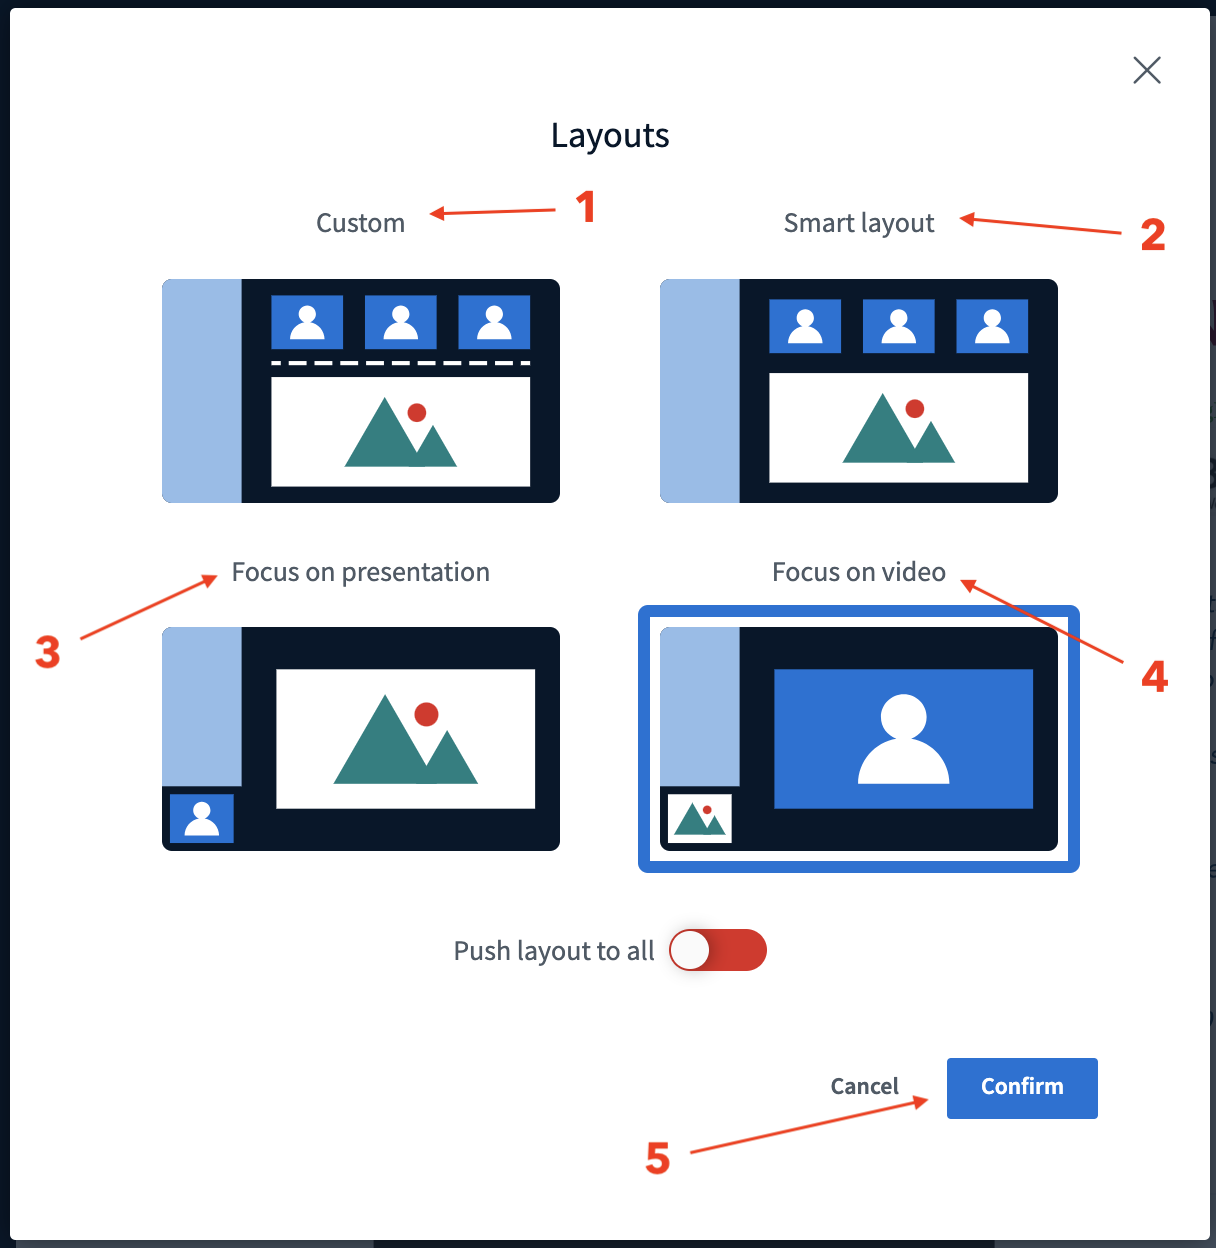 Layouts
Custom
1
Smart layout
2
Focus on presentation
3
Focus on video
4
Push layout to all
Cancel
Confirm
5